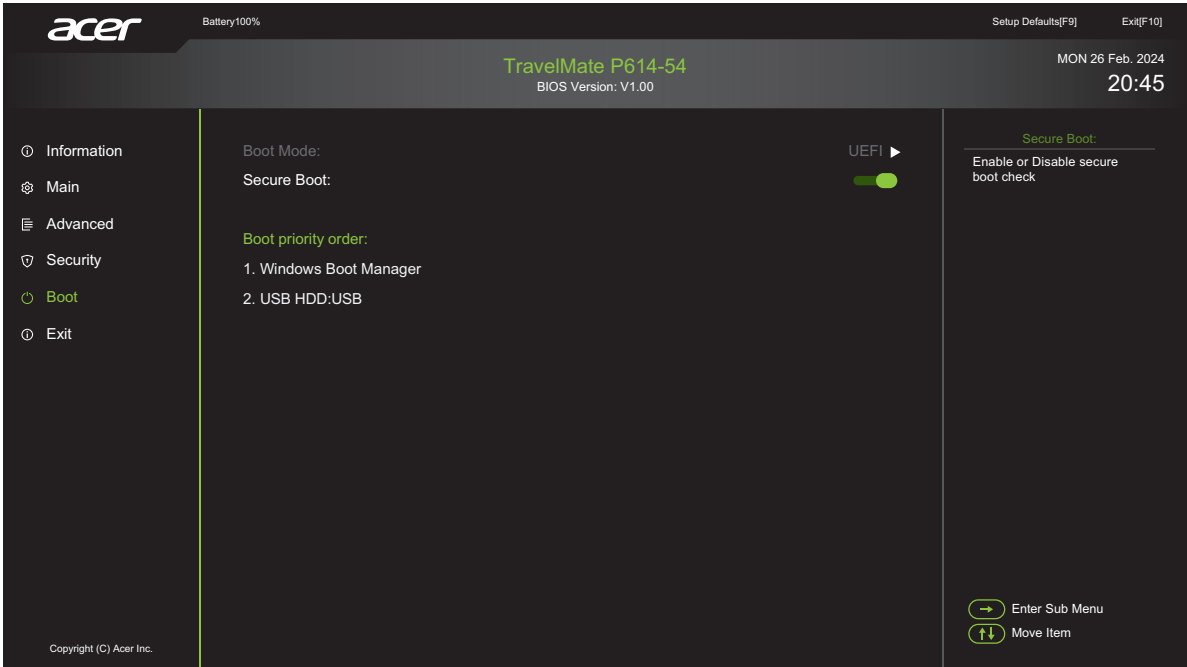 acer
Battery100%
Setup Defaults[F9]
Exit[F10]
TravelMate P614-54
BIOS Version: V1.00
MON 26 Feb. 2024
20:45
Information
Main
Advanced
Security
Boot
Exit
Boot Mode:
UEFI
Secure Boot:
Boot priority order:
1. Windows Boot Manager
2. USB HDD:USB
Secure Boot:
Enable or Disable secure
boot check
Enter Sub Menu
Move Item
Copyright (C) Acer Inc.